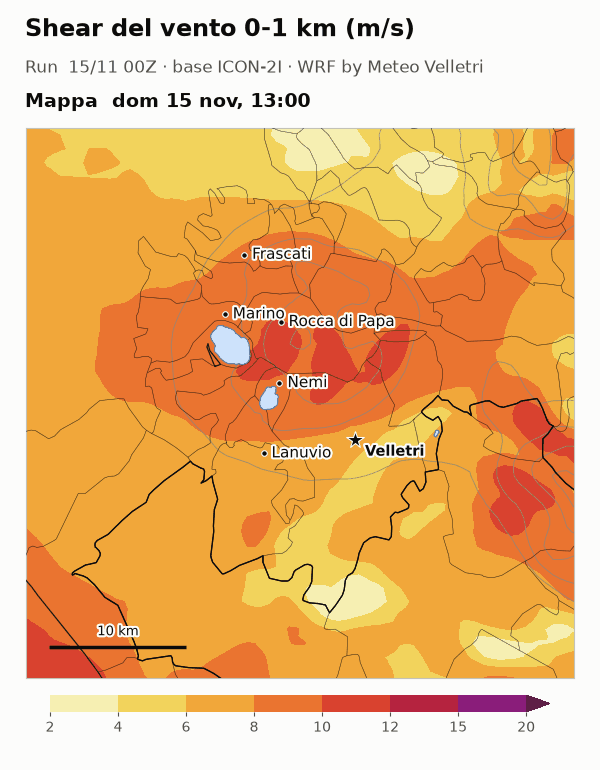 Shear del vento 0-1 km (m/s)
Run  15/11 00Z · base ICON-2I · WRF by Meteo Velletri
Mappa  dom 15 nov, 13:00
Frascati
Marino
Rocca di Papa
Nemi
Lanuvio
Velletri
10 km
2 4 6 8 10 12 15 20